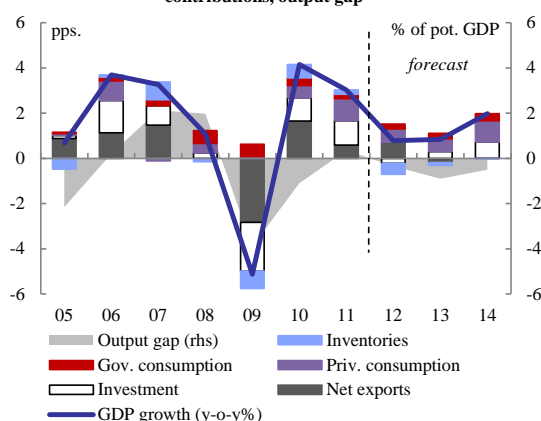 contributions, output gap
6 pps. % of pot. GDP 6
forecast
4 4
2 2
0 0
-2 -2
-4 -4
-6 -6
05 06 07 08 09 10 11 12 13 14
Output gap (rhs) Inventories
Gov. consumption Priv. consumption
Investment Net exports
GDP growth (y-o-y%)